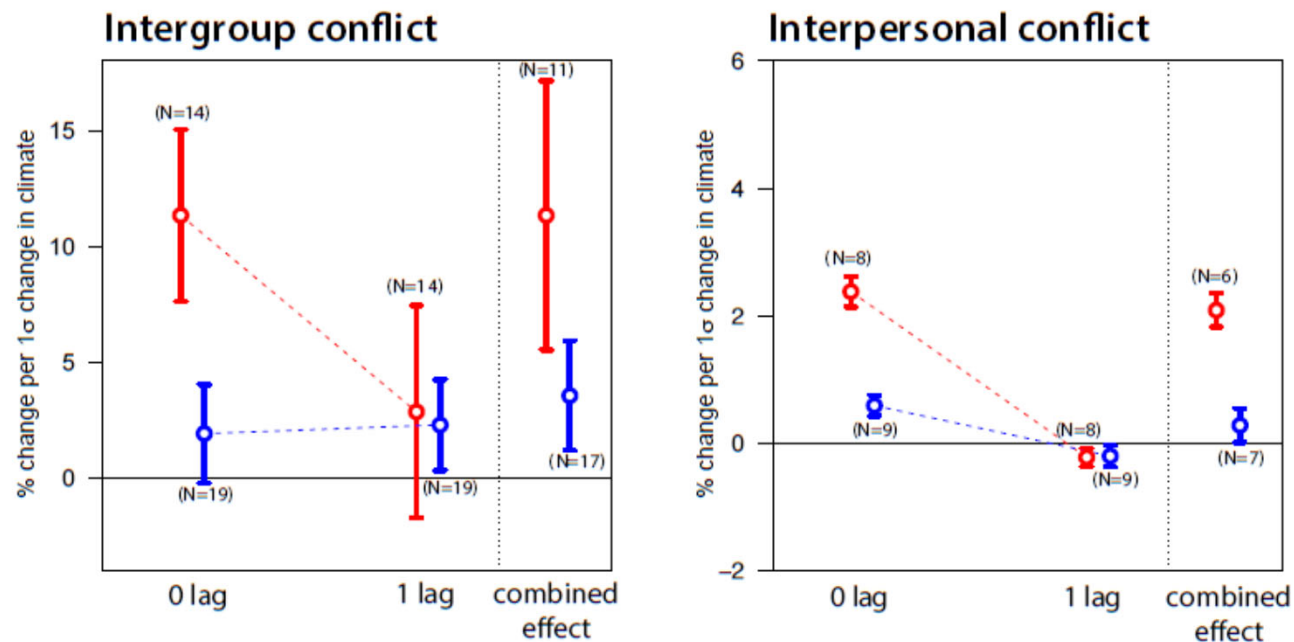 Intergroup conflict
% change per 1σ change in climate
15
10
5
0
(N=14)
(N=19)
(N=14)
(N=19)
(N=11)
(N=17)
0 lag
1 lag
combined
effect
Interpersonal conflict
% change per 1σ change in climate
6
4
2
0
−2
(N=8)
(N=9)
(N=8)
(N=9)
(N=6)
(N=7)
0 lag
1 lag
combined
effect